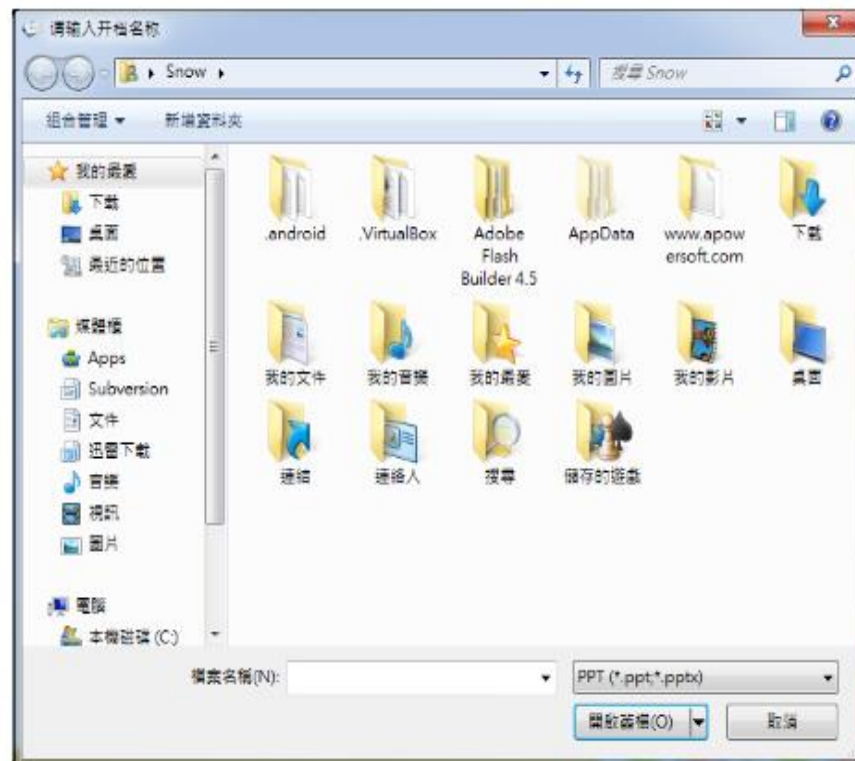 请输入开档名称
Snow
搜尋 Snow
組合管理
新增資料夾
我的最愛
下載
桌面
最近的位置
媒體櫃
Apps
Subversion
文件
迅雷下載
音樂
視訊
圖片
電腦
本機磁碟 (C:)
.android
.VirtualBox
Adobe
Flash
Builder 4.5
AppData
www.apow
ersoft.com
下載
我的文件
我的音樂
我的最愛
我的圖片
我的影片
桌面
連結
連絡人
搜尋
儲存的遊戲
檔案名稱(N):
PPT (*.ppt;*.pptx)
開啟舊檔(O)
取消